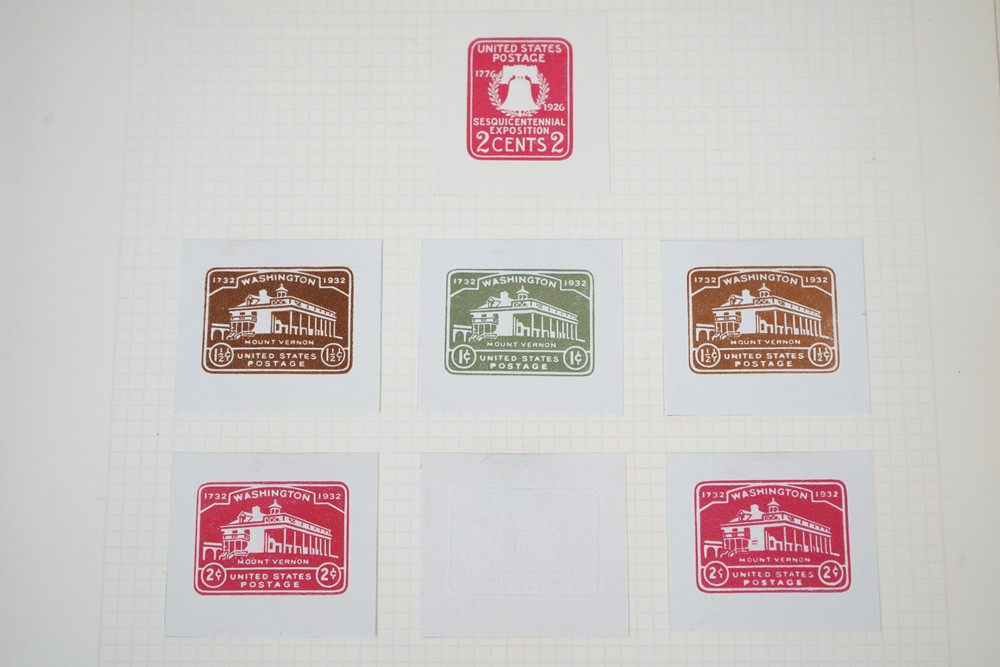 UNITED STATES
POSTAGE
1776
1926
SESQUICENTENNIAL
EXPOSITION
2 CENTS 2
1732 WASHINGTON 1932
MOUNT VERNON
1½¢ UNITED STATES 1½¢
POSTAGE
1732 WASHINGTON 1932
MOUNT VERNON
1¢ UNITED STATES 1¢
POSTAGE
1732 WASHINGTON 1932
MOUNT VERNON
1½¢ UNITED STATES 1½¢
POSTAGE
1732 WASHINGTON 1932
MOUNT VERNON
2¢ UNITED STATES 2¢
POSTAGE
1732 WASHINGTON 1932
MOUNT VERNON
2¢ UNITED STATES 2¢
POSTAGE